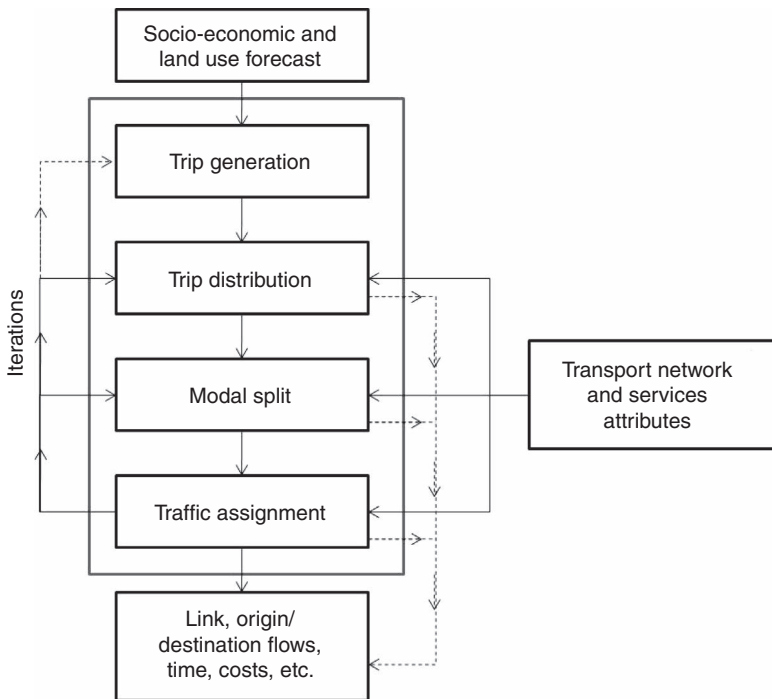 Socio-economic and
land use forecast
Trip generation
Trip distribution
Iterations
Modal split
Transport network
and services
attributes
Traffic assignment
Link, origin/
destination flows,
time, costs, etc.